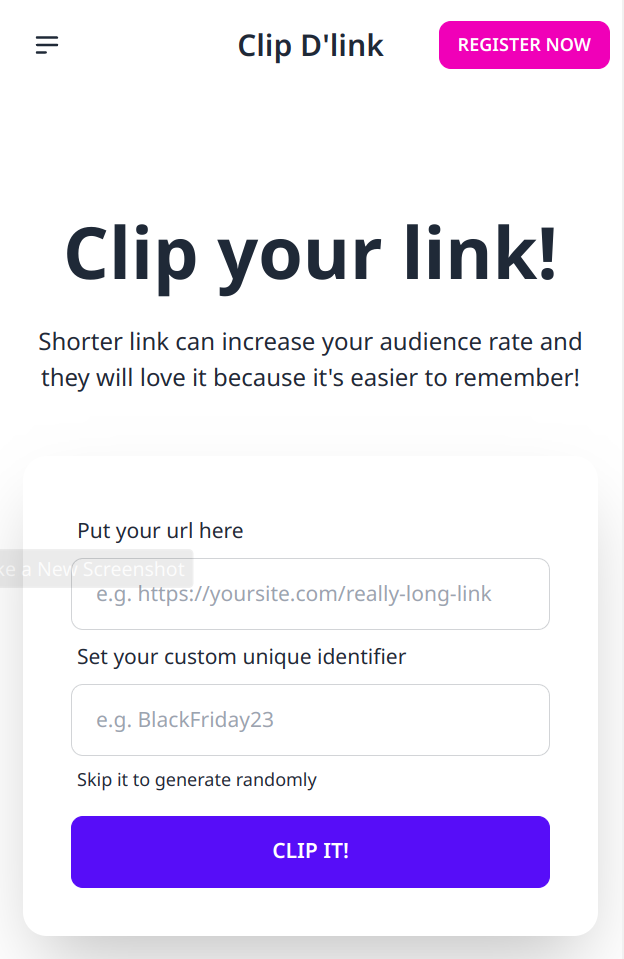 Clip D'link
REGISTER NOW
Clip your link!
Shorter link can increase your audience rate and
they will love it because it's easier to remember!
Put your url here
a New Screenshot
e.g. https://yoursite.com/really-long-link
Set your custom unique identifier
e.g. BlackFriday23
Skip it to generate randomly
CLIP IT!